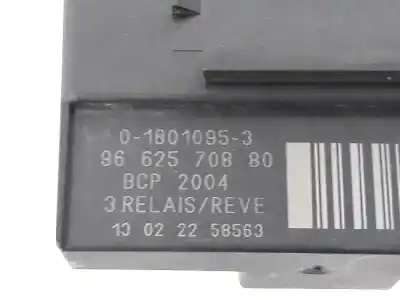 0-1801095-3
96 625 708 80
BCP 2004
3 RELAIS/REVE
13 02 22 58563